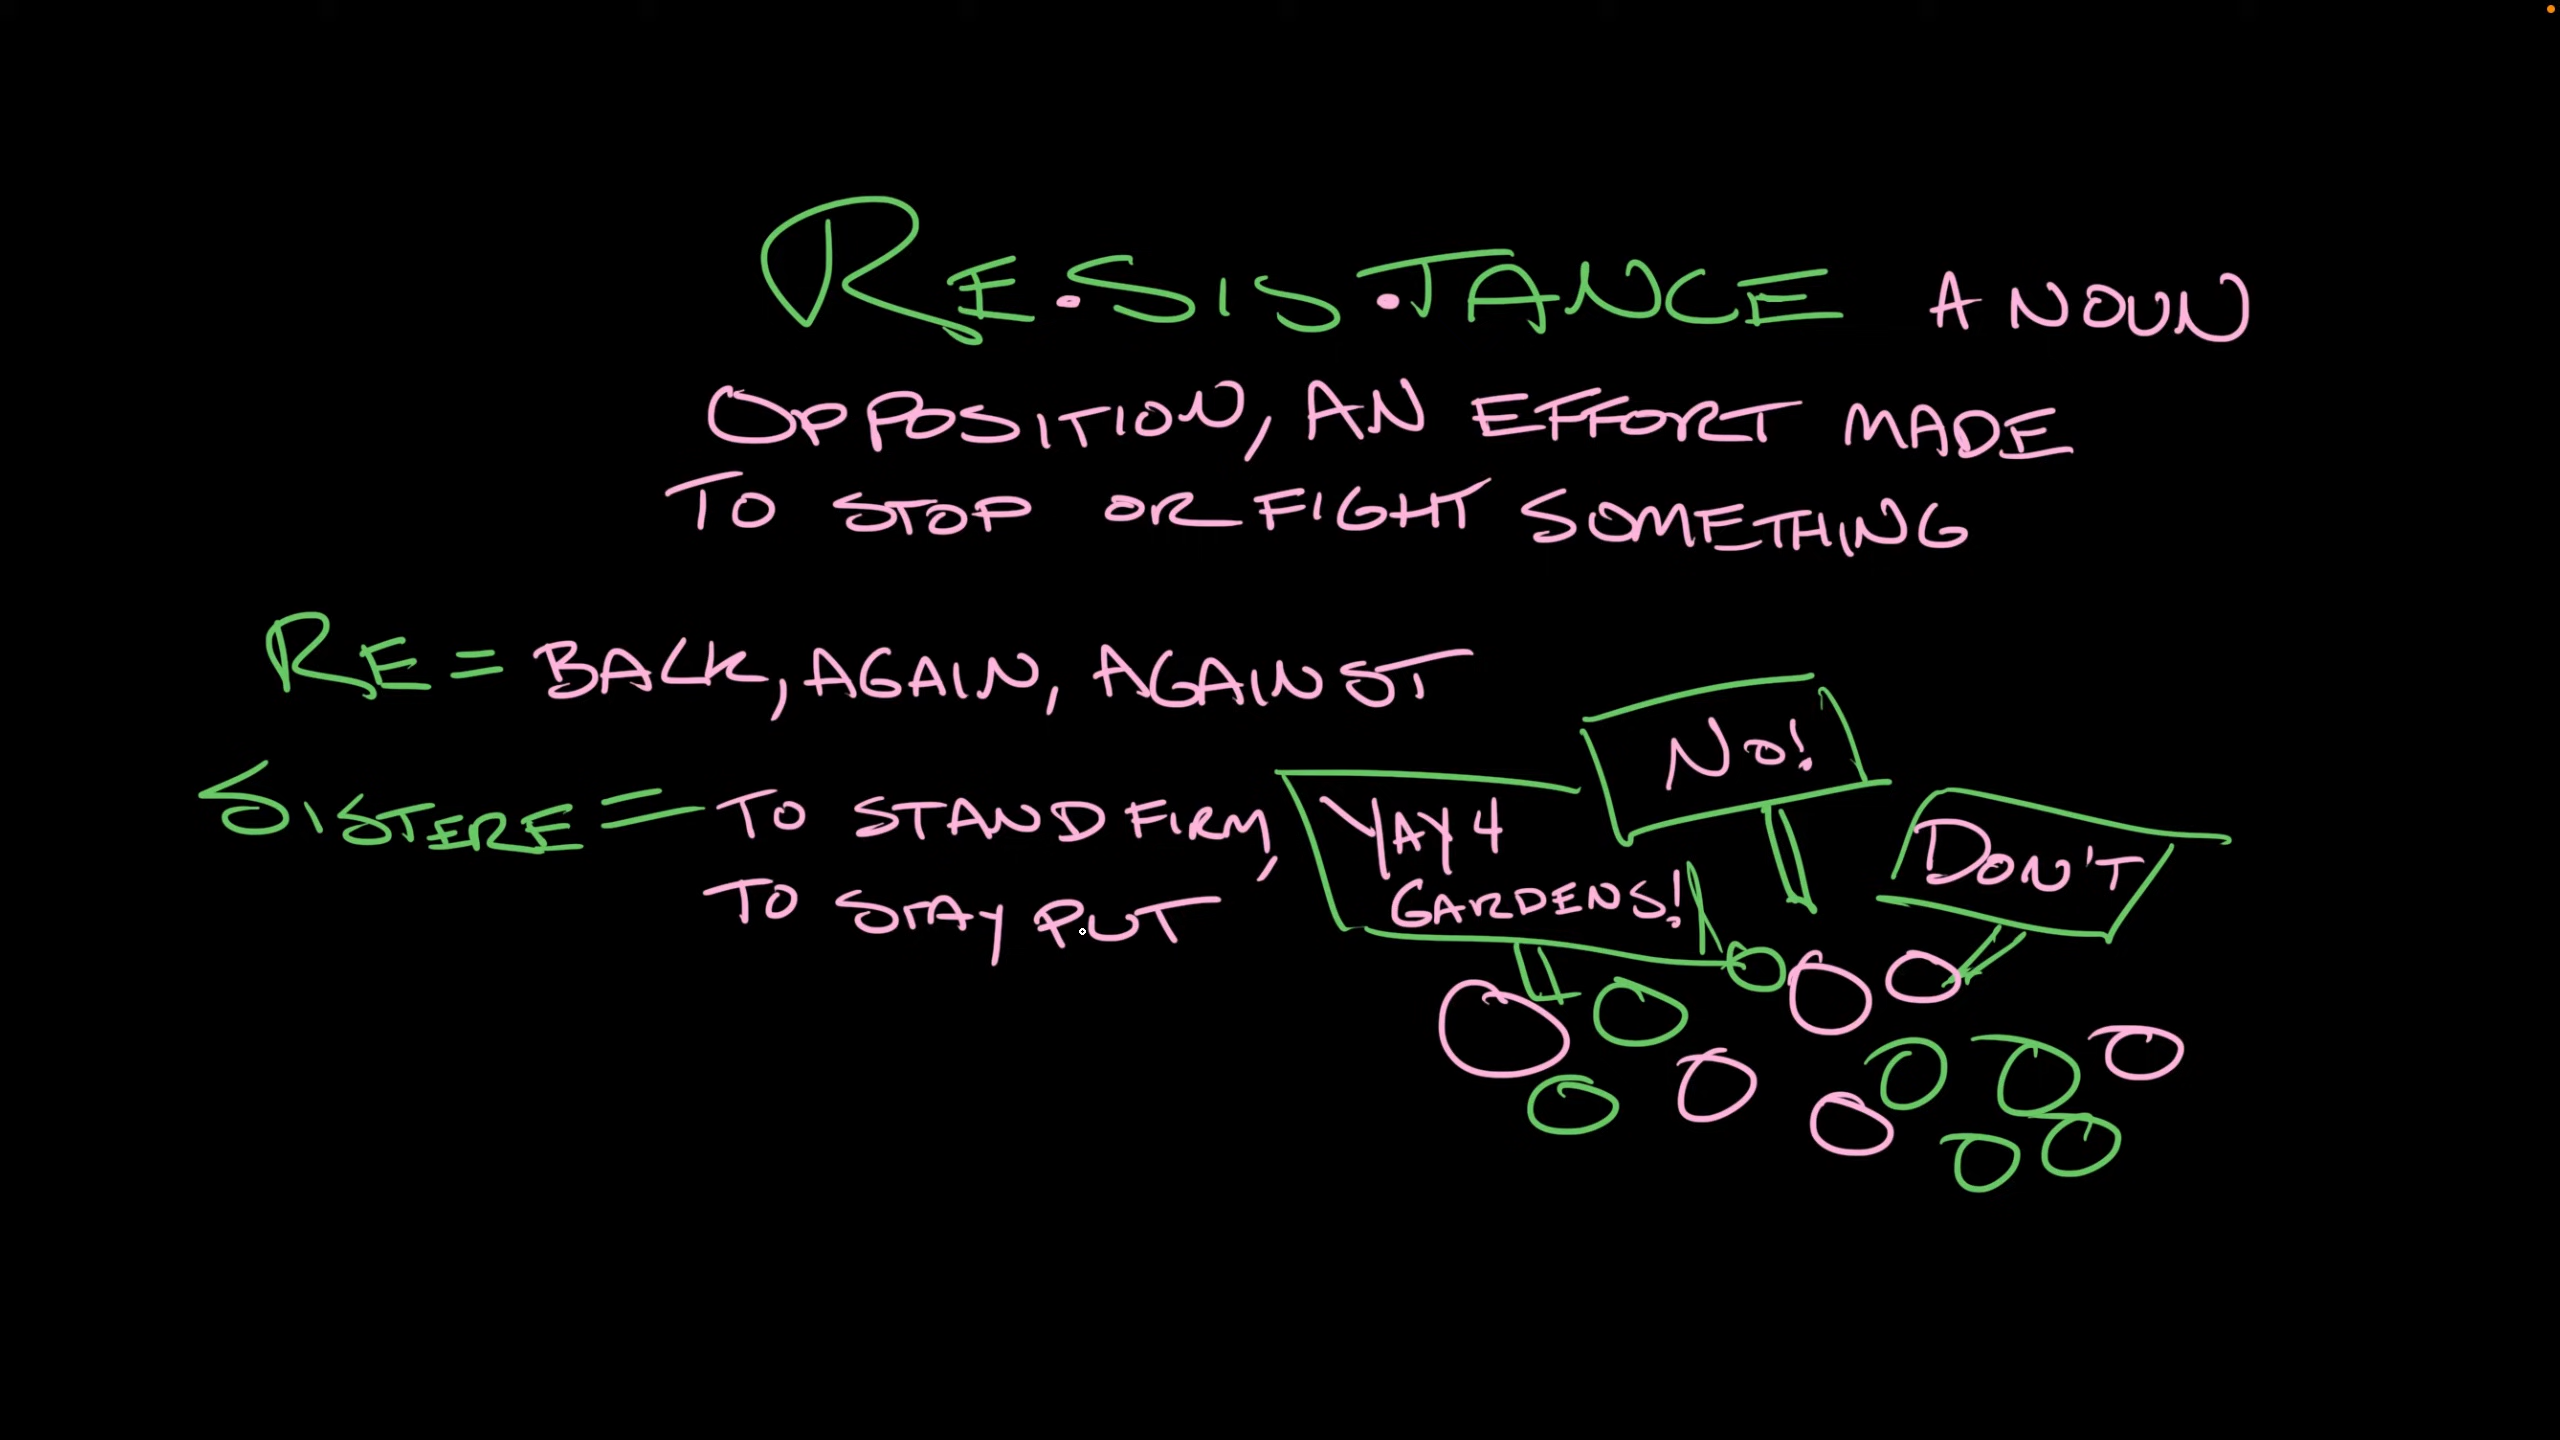 RE·SIS·TANCE A NOUN
OPPOSITION, AN EFFORT MADE
TO STOP OR FIGHT SOMETHING
RE = BACK, AGAIN, AGAINST
SISTERE = TO STAND FIRM,
TO STAY PUT
YAY 4
GARDENS!
NO!
DON'T